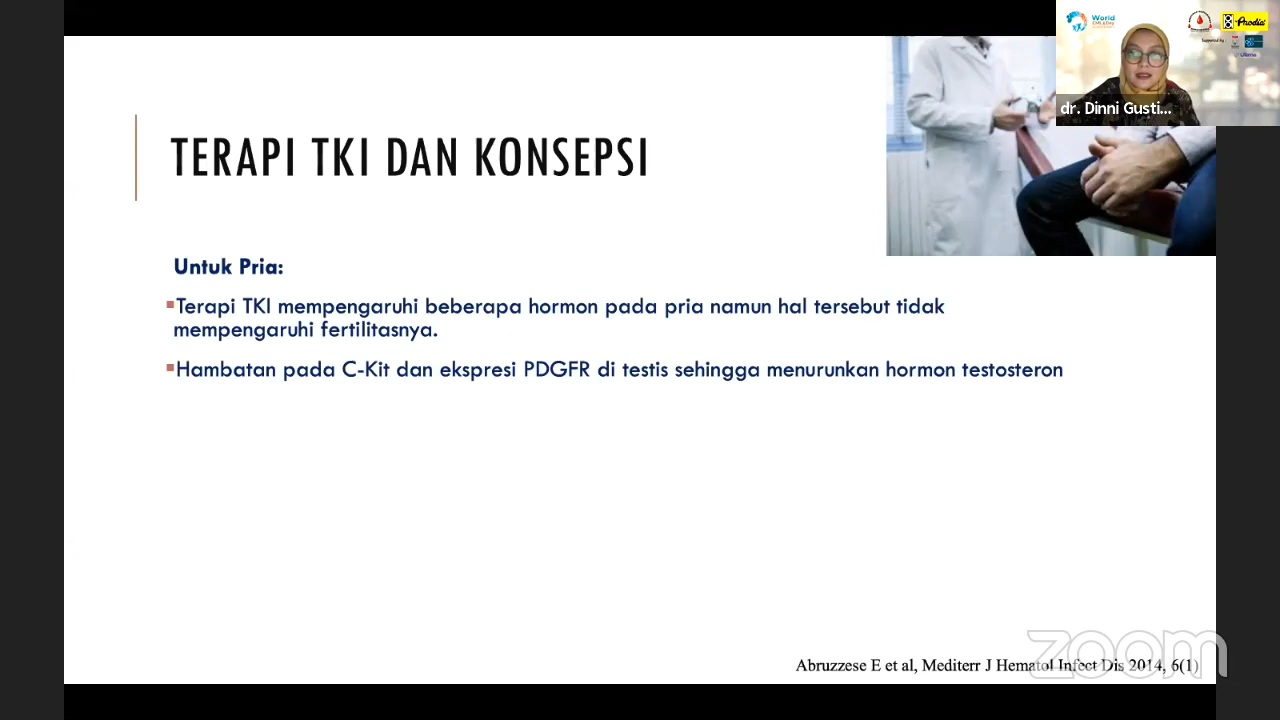 World
Prodia
Supported by
dr. Dinni Gusti...
TERAPI TKI DAN KONSEPSI
Untuk Pria:
▪Terapi TKI mempengaruhi beberapa hormon pada pria namun hal tersebut tidak
mempengaruhi fertilitasnya.
▪Hambatan pada C-Kit dan ekspresi PDGFR di testis sehingga menurunkan hormon testosteron
Abruzzese E et al, Mediterr J Hematol Infect Dis 2014, 6(1)
zoom